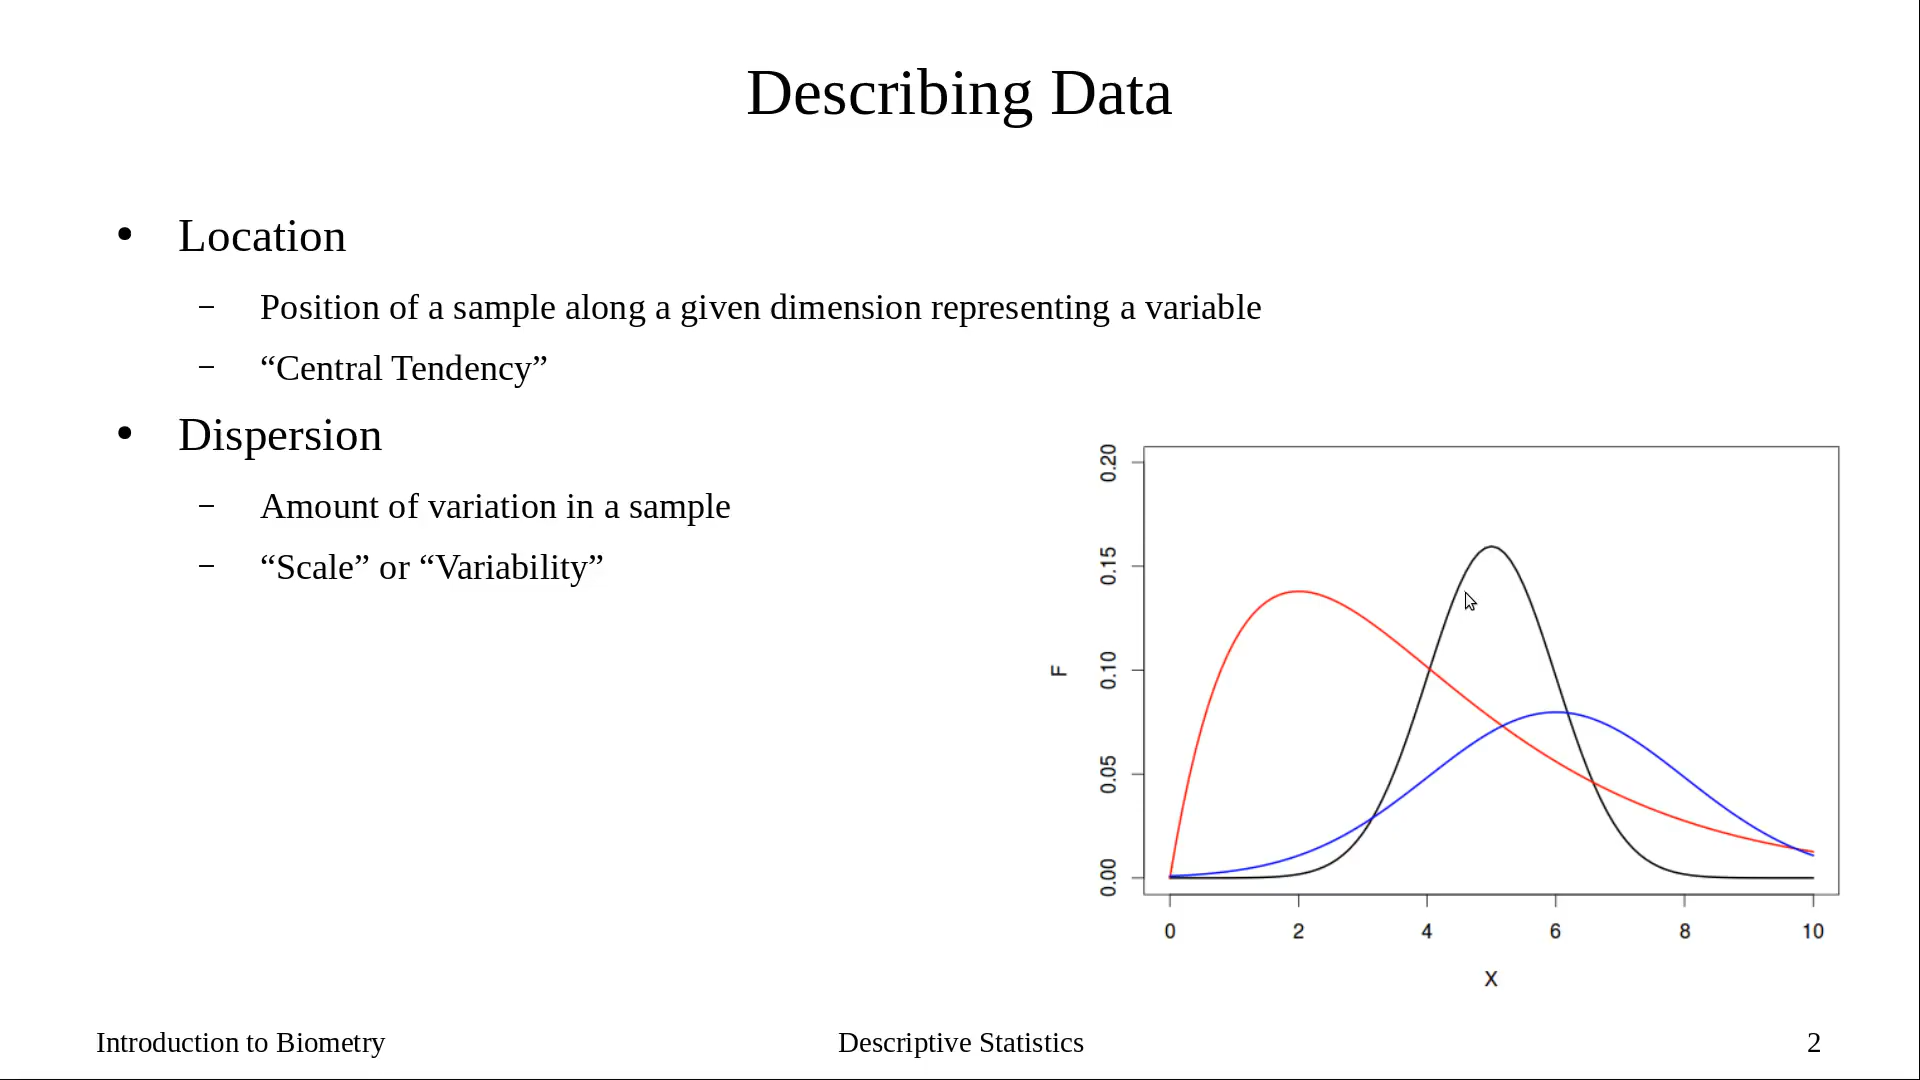 Describing Data
• Location
– Position of a sample along a given dimension representing a variable
– “Central Tendency”
• Dispersion
– Amount of variation in a sample
– “Scale” or “Variability”
0.20
0.15
0.10
0.05
0.00
F
0 2 4 6 8 10
X
Introduction to Biometry
Descriptive Statistics
2